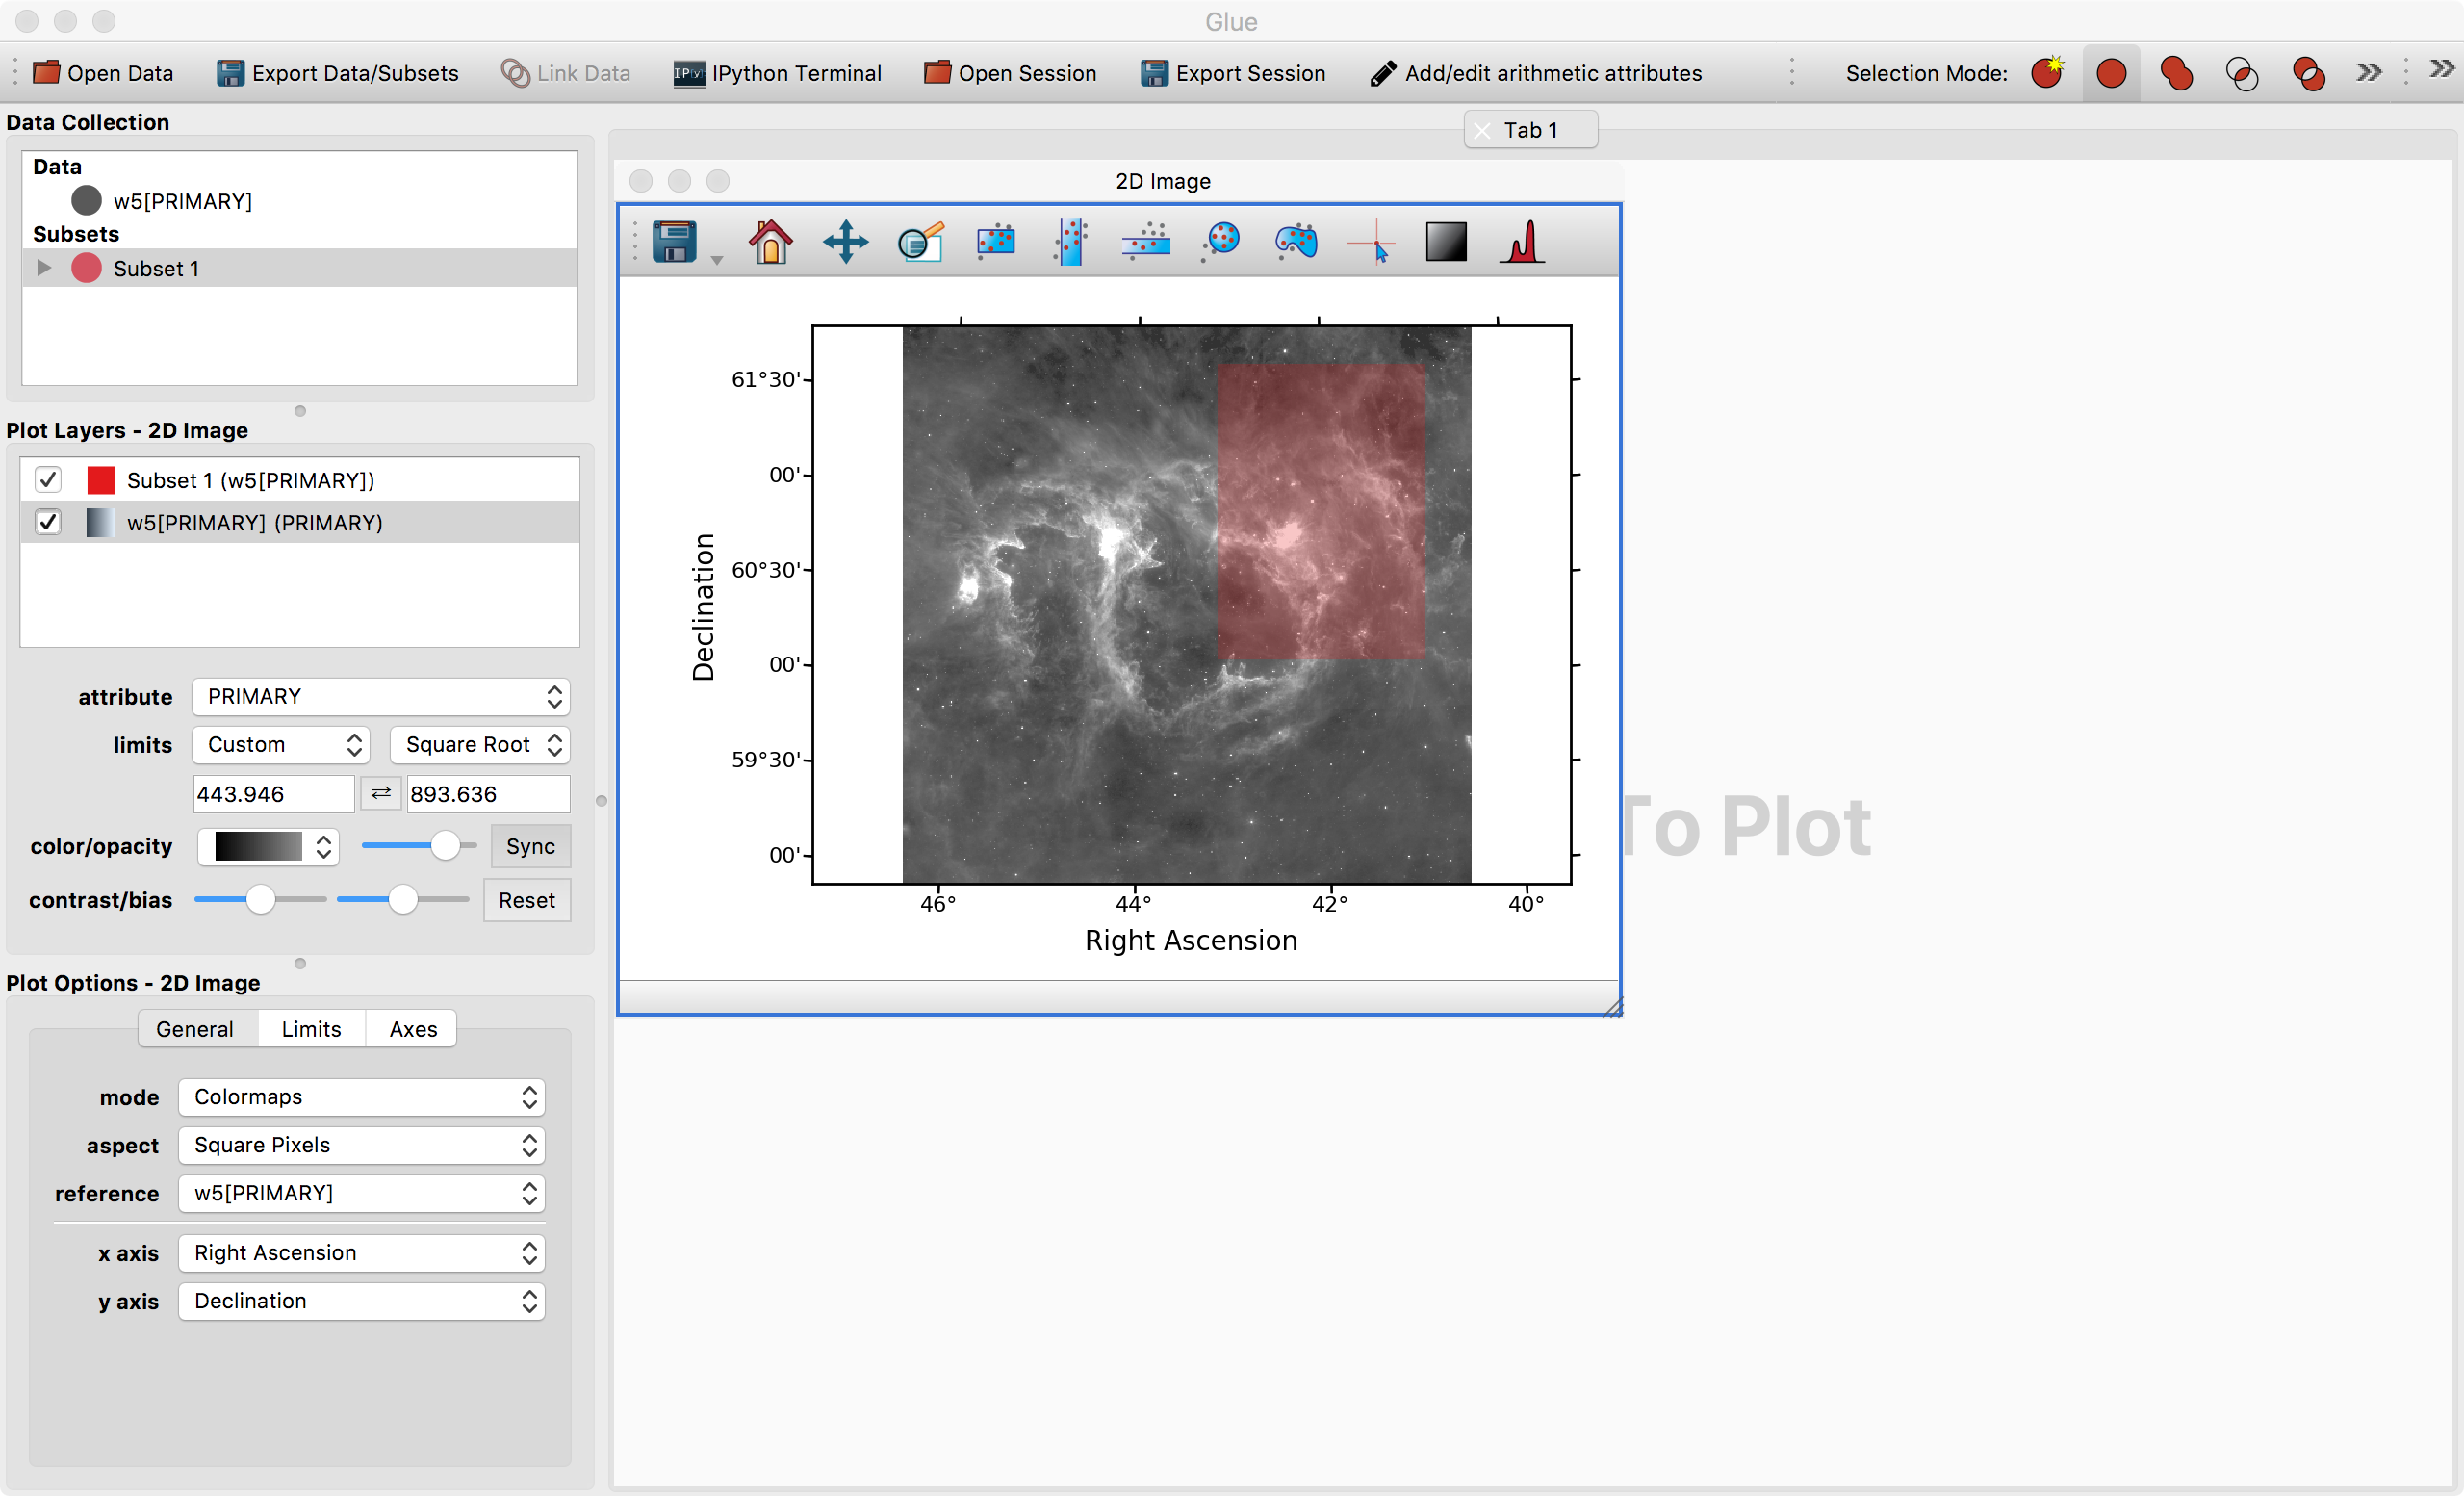 Glue
Open Data Export Data/Subsets Link Data IPython Terminal Open Session Export Session Add/edit arithmetic attributes Selection Mode:
Data Collection
Data
w5[PRIMARY]
Subsets
Subset 1
Plot Layers - 2D Image
Subset 1 (w5[PRIMARY])
w5[PRIMARY] (PRIMARY)
attribute PRIMARY
limits Custom Square Root
443.946 893.636
color/opacity Sync
contrast/bias Reset
Plot Options - 2D Image
General Limits Axes
mode Colormaps
aspect Square Pixels
reference w5[PRIMARY]
x axis Right Ascension
y axis Declination
Tab 1
2D Image
61°30'
00'
60°30'
00'
59°30'
00'
Declination
46° 44° 42° 40°
Right Ascension
To Plot